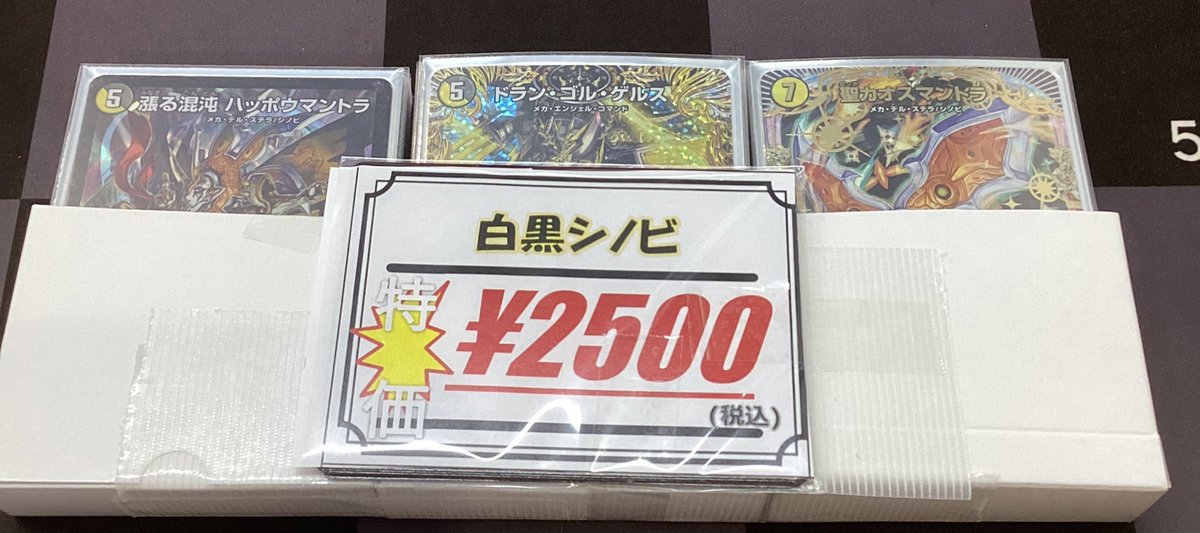 5 漲る混沌 ハッポウマントラ
メカ・デル・ステラ/シノビ
5 ドラン・ゴル・ゲルス
メカ・エンジェル・コマンド
7 聖カオスマントラ
メカ・デル・ステラ/シノビ
5
白黒シノビ
特価
¥2500
(税込)